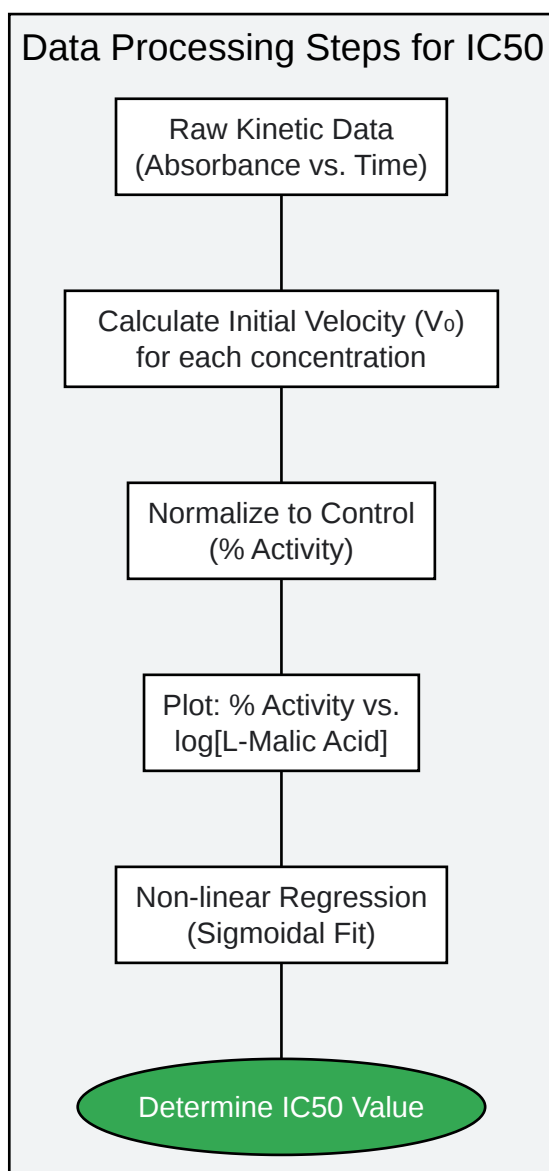 Data Processing Steps for IC50
Raw Kinetic Data
(Absorbance vs. Time)
Calculate Initial Velocity (V₀)
for each concentration
Normalize to Control
(% Activity)
Plot: % Activity vs.
log[L-Malic Acid]
Non-linear Regression
(Sigmoidal Fit)
Determine IC50 Value